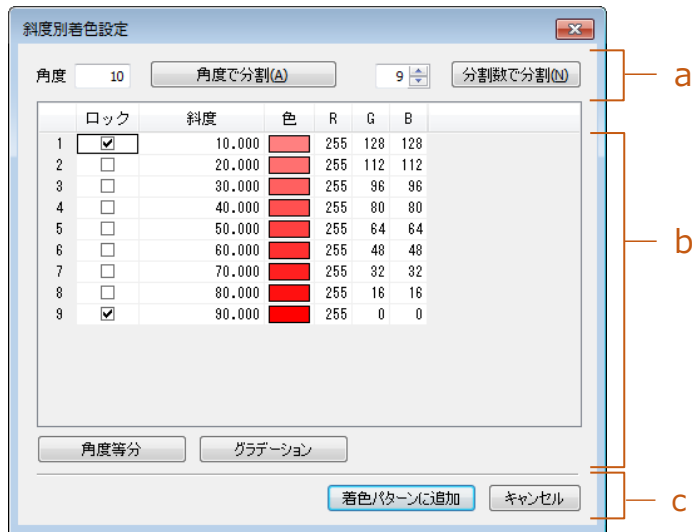 斜度別着色設定
角度 10 角度で分割(A) 9 分割数で分割(N)
a
ロック 斜度 色 R G B
1 10.000 255 128 128
2 20.000 255 112 112
3 30.000 255 96 96
4 40.000 255 80 80
5 50.000 255 64 64
6 60.000 255 48 48
7 70.000 255 32 32
8 80.000 255 16 16
9 90.000 255 0 0
b
角度等分 グラデーション
着色パターンに追加 キャンセル
c